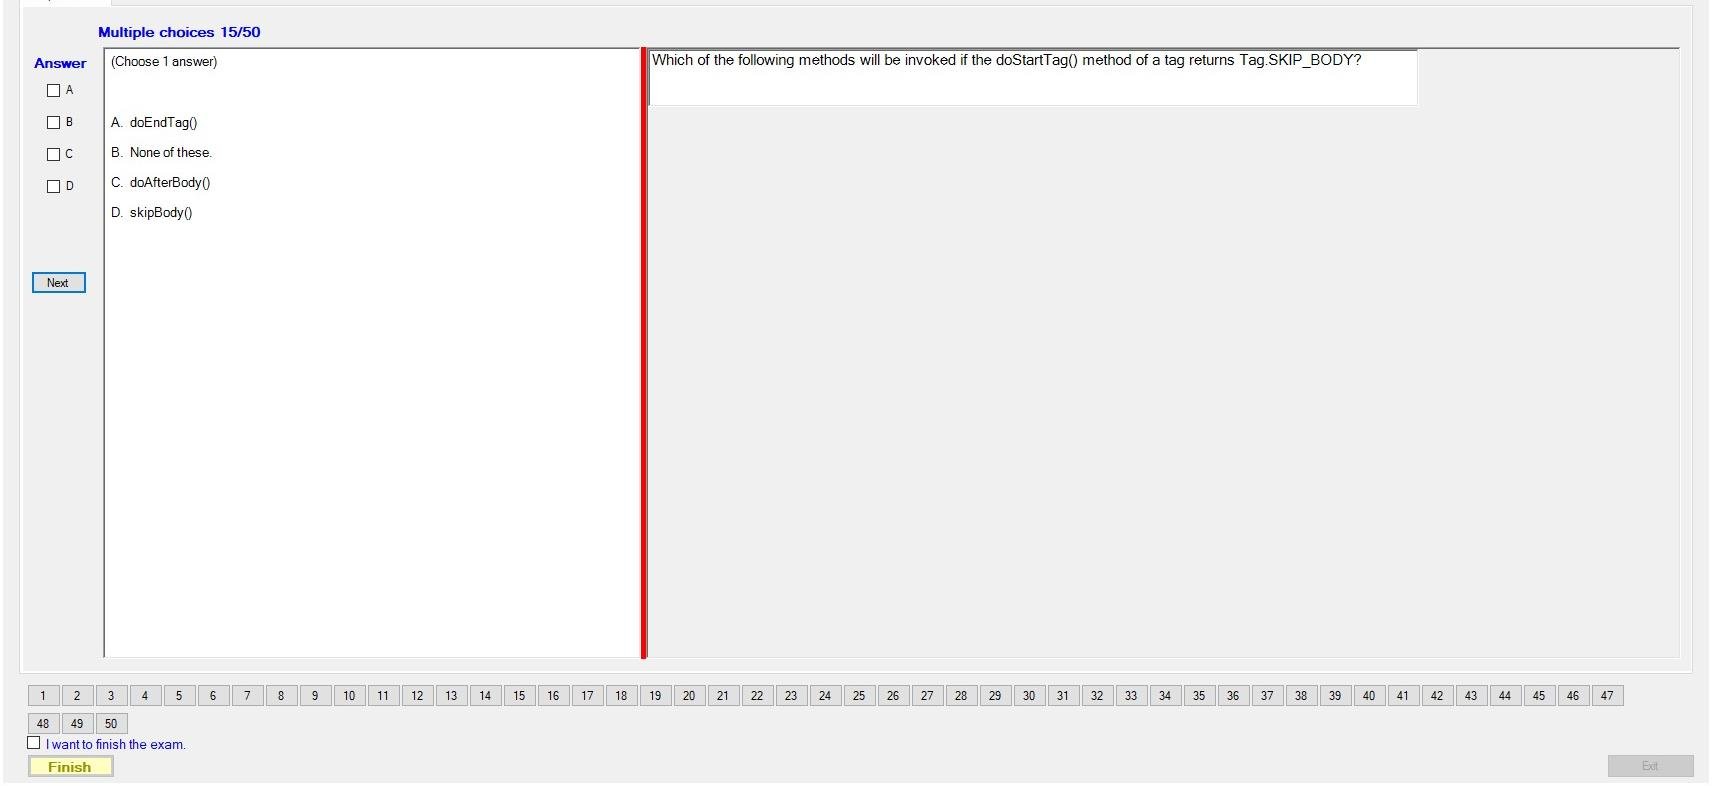 Multiple choices 15/50
Answer
(Choose 1 answer)
Which of the following methods will be invoked if the doStartTag() method of a tag returns Tag.SKIP_BODY?
A
B
C
D
A. doEndTag()
B. None of these.
C. doAfterBody()
D. skipBody()
Next
1 2 3 4 5 6 7 8 9 10 11 12 13 14 15 16 17 18 19 20 21 22 23 24 25 26 27 28 29 30 31 32 33 34 35 36 37 38 39 40 41 42 43 44 45 46 47
48 49 50
I want to finish the exam.
Finish
Exit